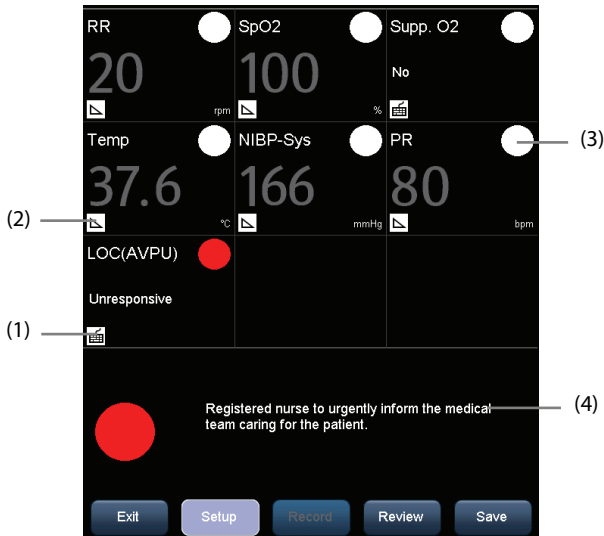 RR SpO2 Supp. O2
20 100 No
rpm %
Temp NIBP-Sys PR (3)
37.6 166 80
(2) °C mmHg bpm
LOC(AVPU)
Unresponsive
(1)
Registered nurse to urgently inform the medical (4)
team caring for the patient.
Exit Setup Record Review Save